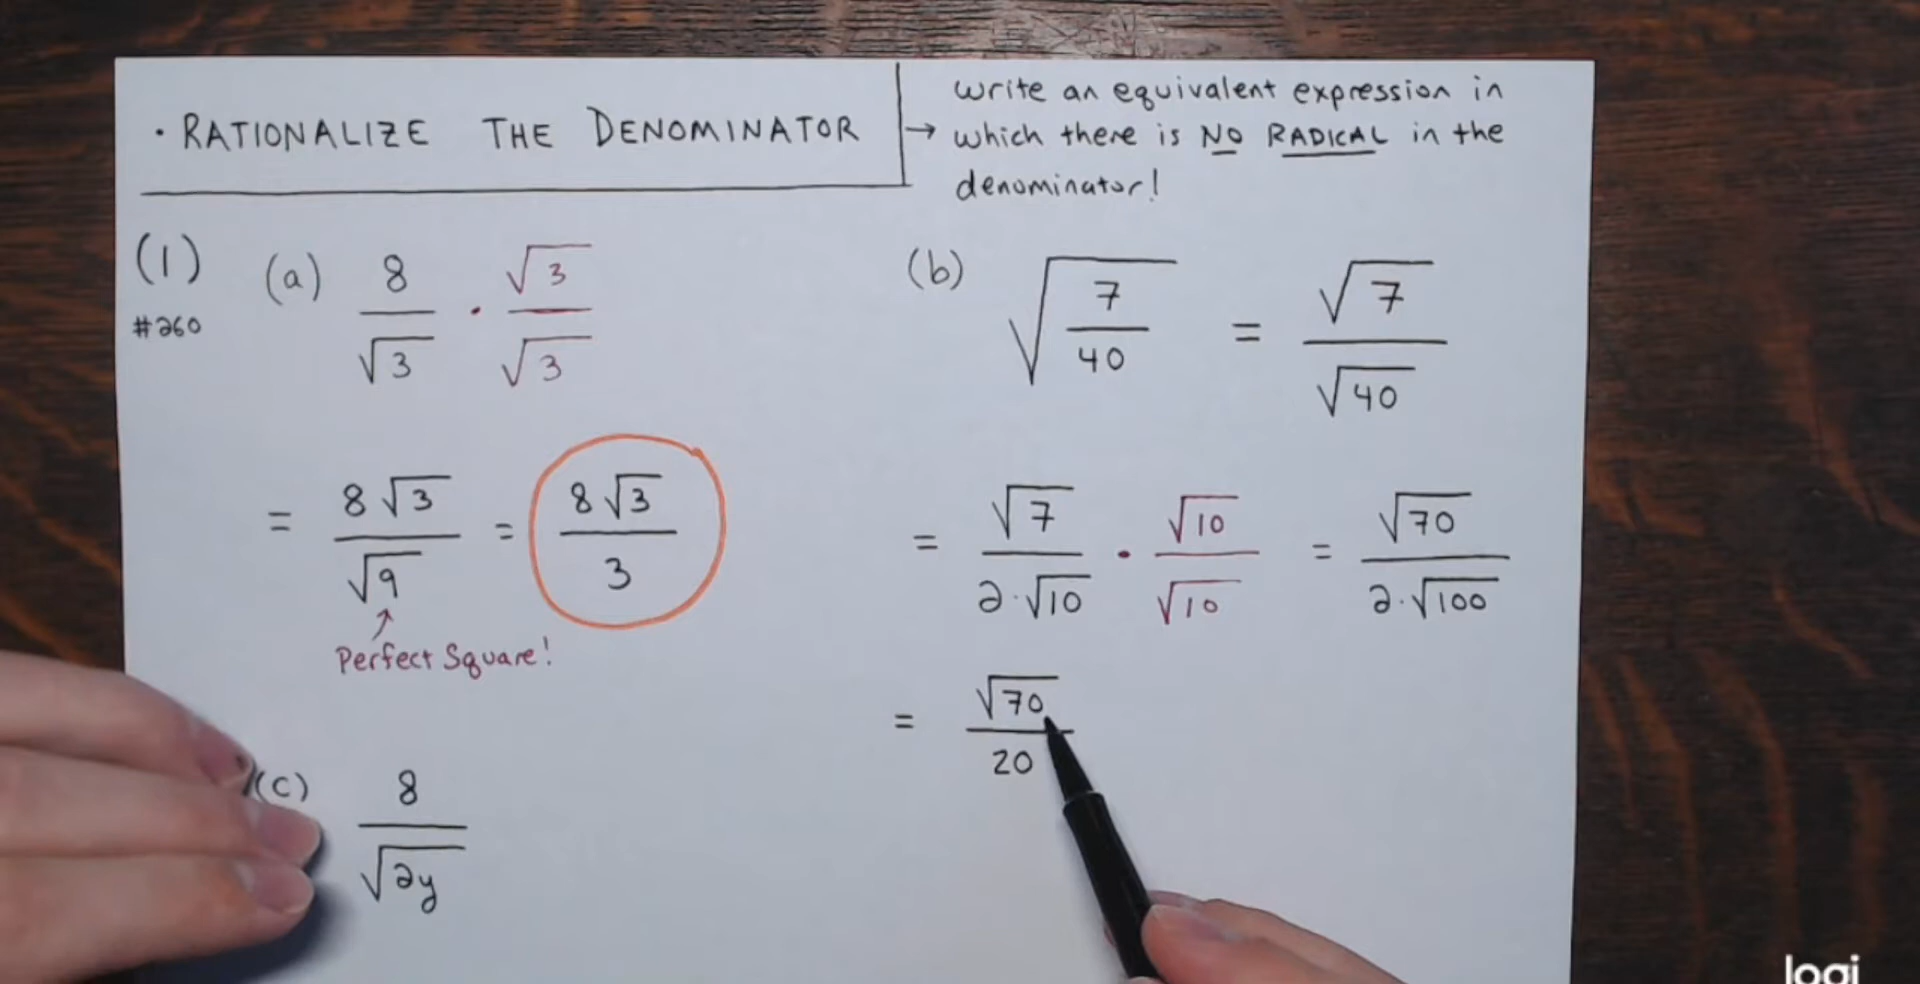 · RATIONALIZE THE DENOMINATOR
→ Write an equivalent expression in
which there is NO RADICAL in the
denominator!
(1) (a) 8/√3 · √3/√3
#260
= 8√3/√9 = 8√3/3
↑
Perfect Square!
(b) √(7/40) = √7/√40
= √7/2·√10 · √10/√10 = √70/2·√100
= √70/20
(c) 8/√2y
logi